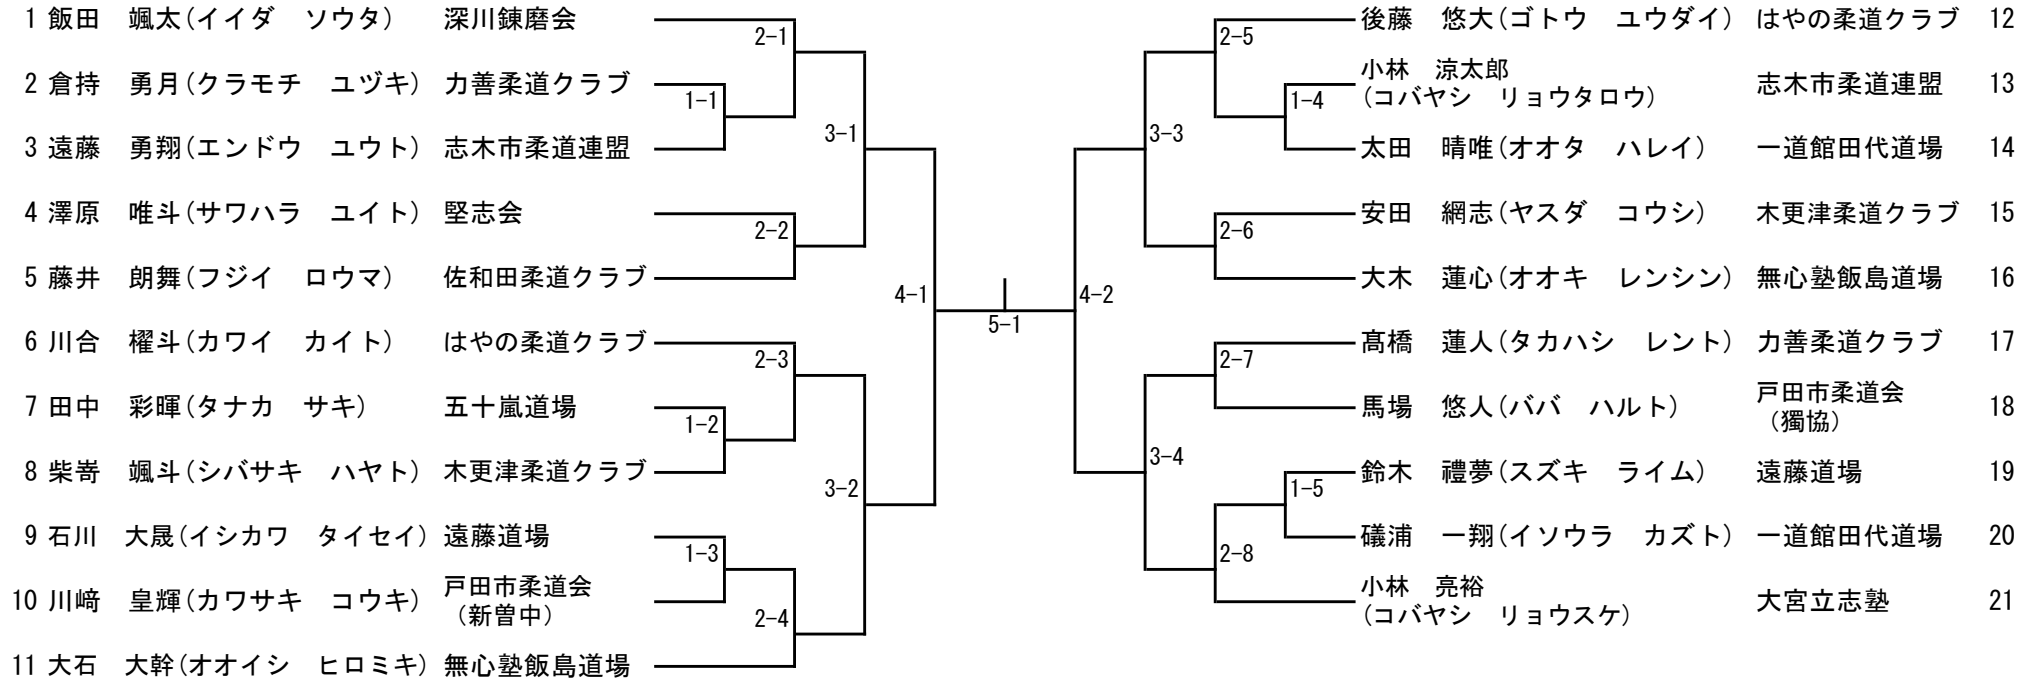 1 飯田　颯太(イイダ　ソウタ)　深川錬磨会
2-1
2 倉持　勇月(クラモチ　ユヅキ)　力善柔道クラブ
1-1
3 遠藤　勇翔(エンドウ　ユウト)　志木市柔道連盟
3-1
4 澤原　唯斗(サワハラ　ユイト)　堅志会
2-2
5 藤井　朗舞(フジイ　ロウマ)　佐和田柔道クラブ
4-1
6 川合　櫂斗(カワイ　カイト)　はやの柔道クラブ
2-3
7 田中　彩暉(タナカ　サキ)　五十嵐道場
1-2
8 柴嵜　颯斗(シバサキ　ハヤト)　木更津柔道クラブ
3-2
9 石川　大晟(イシカワ　タイセイ)　遠藤道場
1-3
10 川﨑　皇輝(カワサキ　コウキ)　戸田市柔道会
（新曽中）
2-4
11 大石　大幹(オオイシ　ヒロミキ)　無心塾飯島道場
5-1
後藤　悠大(ゴトウ　ユウダイ)　はやの柔道クラブ　12
2-5
小林　涼太郎
(コバヤシ　リョウタロウ)　志木市柔道連盟　13
1-4
太田　晴唯(オオタ　ハレイ)　一道館田代道場　14
3-3
安田　網志(ヤスダ　コウシ)　木更津柔道クラブ　15
2-6
大木　蓮心(オオキ　レンシン)　無心塾飯島道場　16
4-2
髙橋　蓮人(タカハシ　レント)　力善柔道クラブ　17
2-7
馬場　悠人(ババ　ハルト)　戸田市柔道会　18
（獨協）
3-4
鈴木　禮夢(スズキ　ライム)　遠藤道場　19
1-5
礒浦　一翔(イソウラ　カズト)　一道館田代道場　20
2-8
小林　亮裕
(コバヤシ　リョウスケ)　大宮立志塾　21